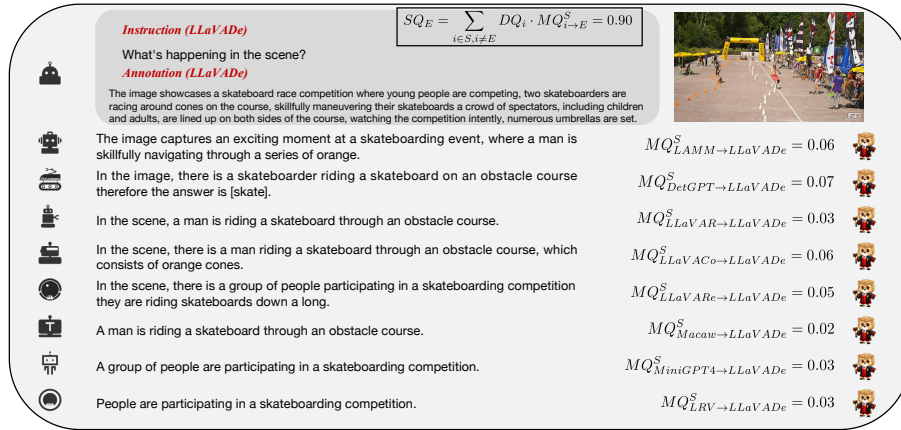 Instruction (LLaVADe)
SQ_E = \sum_{i \in S, i \neq E} DQ_i \cdot MQ^S_{i \to E} = 0.90
What's happening in the scene?
Annotation (LLaVADe)
The image showcases a skateboard race competition where young people are competing, two skateboarders are
racing around cones on the course, skillfully maneuvering their skateboards a crowd of spectators, including children
and adults, are lined up on both sides of the course, watching the competition intently, numerous umbrellas are set.
The image captures an exciting moment at a skateboarding event, where a man is
skillfully navigating through a series of orange.
MQ^S_{LAMM→LLaVADe} = 0.06
In the image, there is a skateboarder riding a skateboard on an obstacle course
therefore the answer is [skate].
MQ^S_{DetGPT→LLaVADe} = 0.07
In the scene, a man is riding a skateboard through an obstacle course.
MQ^S_{LLaVAR→LLaVADe} = 0.03
In the scene, there is a man riding a skateboard through an obstacle course, which
consists of orange cones.
MQ^S_{LLaVACo→LLaVADe} = 0.06
In the scene, there is a group of people participating in a skateboarding competition
they are riding skateboards down a long.
MQ^S_{LLaVARe→LLaVADe} = 0.05
T
A man is riding a skateboard through an obstacle course.
MQ^S_{Macaw→LLaVADe} = 0.02
A group of people are participating in a skateboarding competition.
MQ^S_{MiniGPT4→LLaVADe} = 0.03
People are participating in a skateboarding competition.
MQ^S_{LRV→LLaVADe} = 0.03